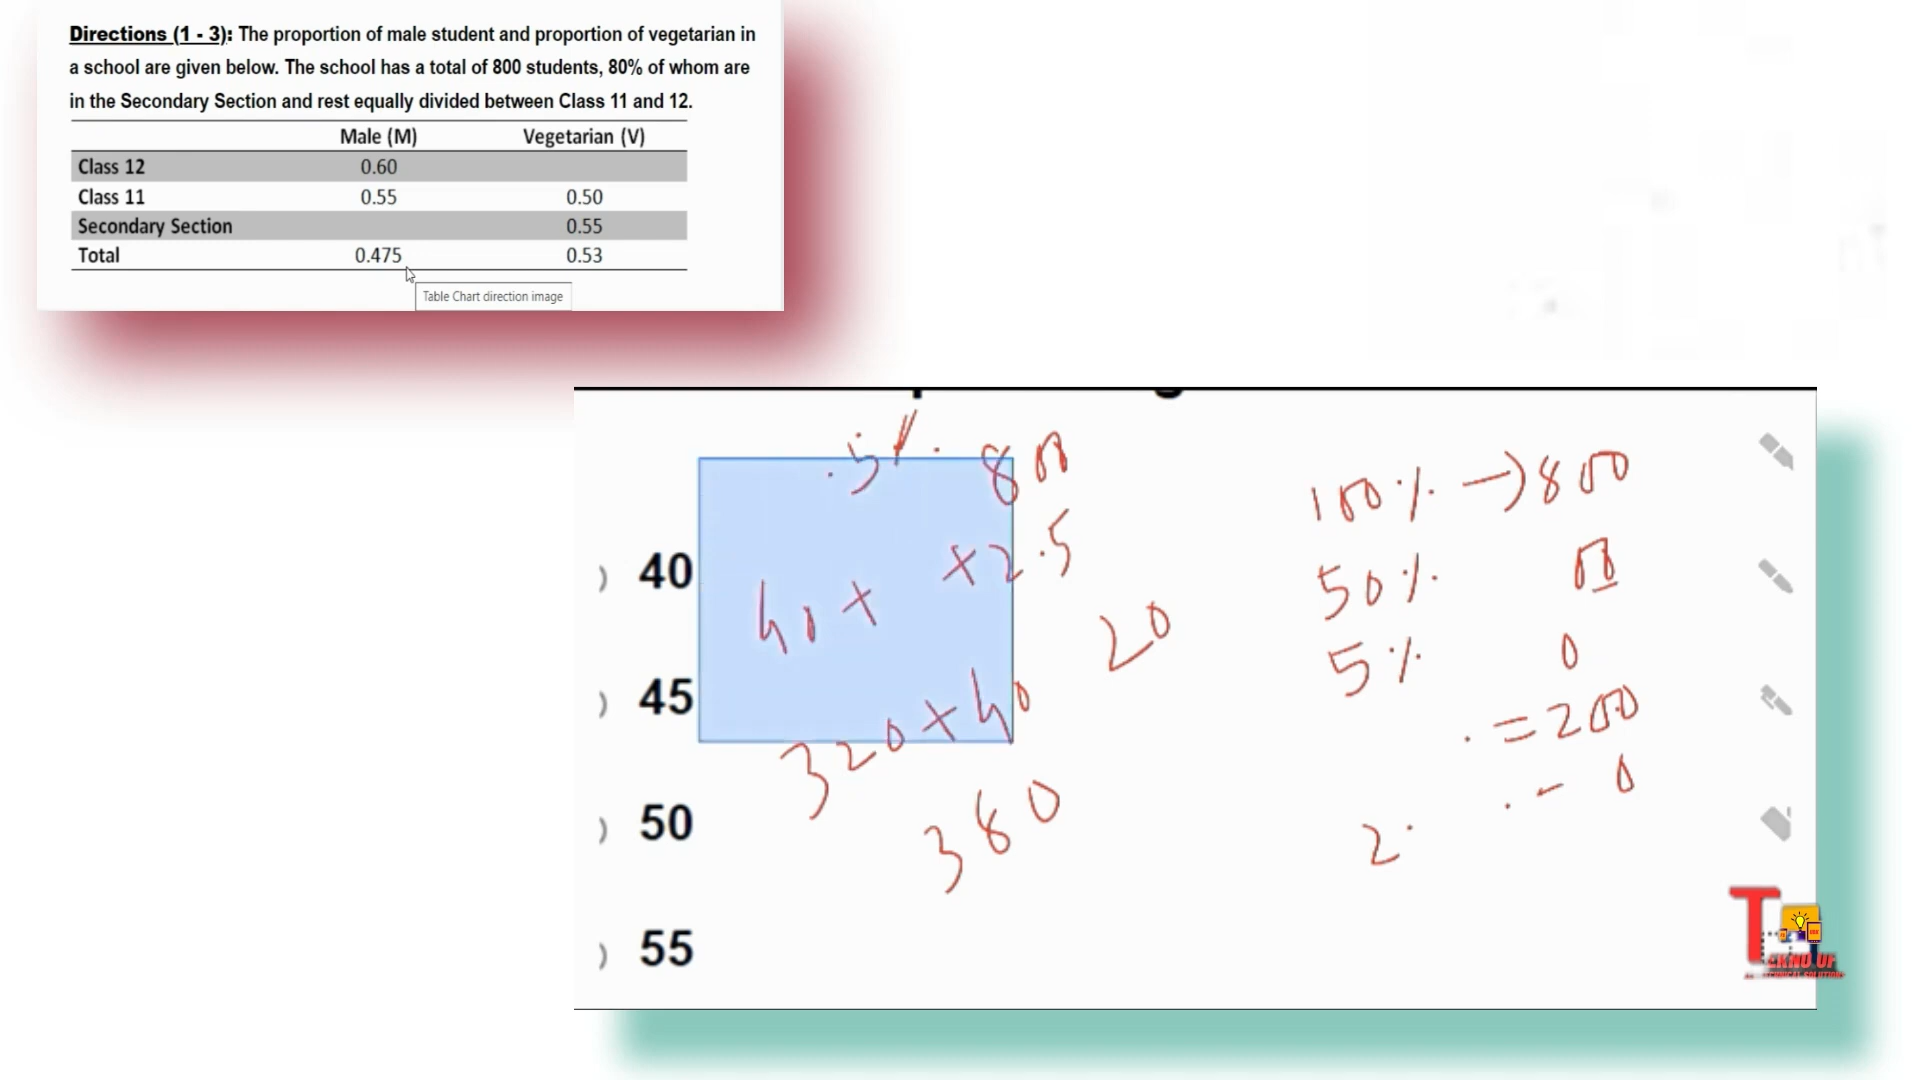 Directions (1 - 3): The proportion of male student and proportion of vegetarian in
a school are given below. The school has a total of 800 students, 80% of whom are
in the Secondary Section and rest equally divided between Class 11 and 12.
Male (M) Vegetarian (V)
Class 12 0.60
Class 11 0.55 0.50
Secondary Section 0.55
Total 0.475 0.53
Table Chart direction image
) 40
) 45
) 50
) 55
.5%. 800
× 2.5
40 +
20
320 + 40
380
100% → 800
50%
5% 0
. = 200
. - 0
2.